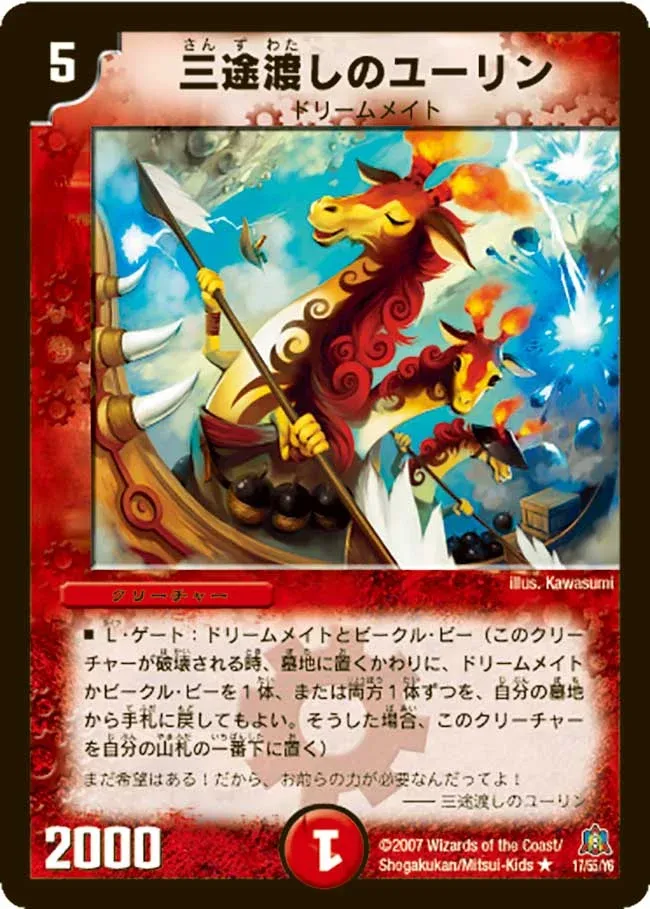 5
さん ず わた
三途渡しのユーリン
ドリームメイト
illus. Kawasumi
クリーチャー
■ L・ゲート：ドリームメイトとビークル・ビー（このクリー
チャーが破壊される時、墓地に置くかわりに、ドリームメイト
かビークル・ビーを1体、または両方1体ずつを、自分の墓地
から手札に戻してもよい。そうした場合、このクリーチャー
を自分の山札の一番下に置く）
まだ希望はある！だから、お前らの力が必要なんだってよ！
―― 三途渡しのユーリン
2000
1
©2007 Wizards of the Coast/
Shogakukan/Mitsui-Kids ★
17/55/Y6